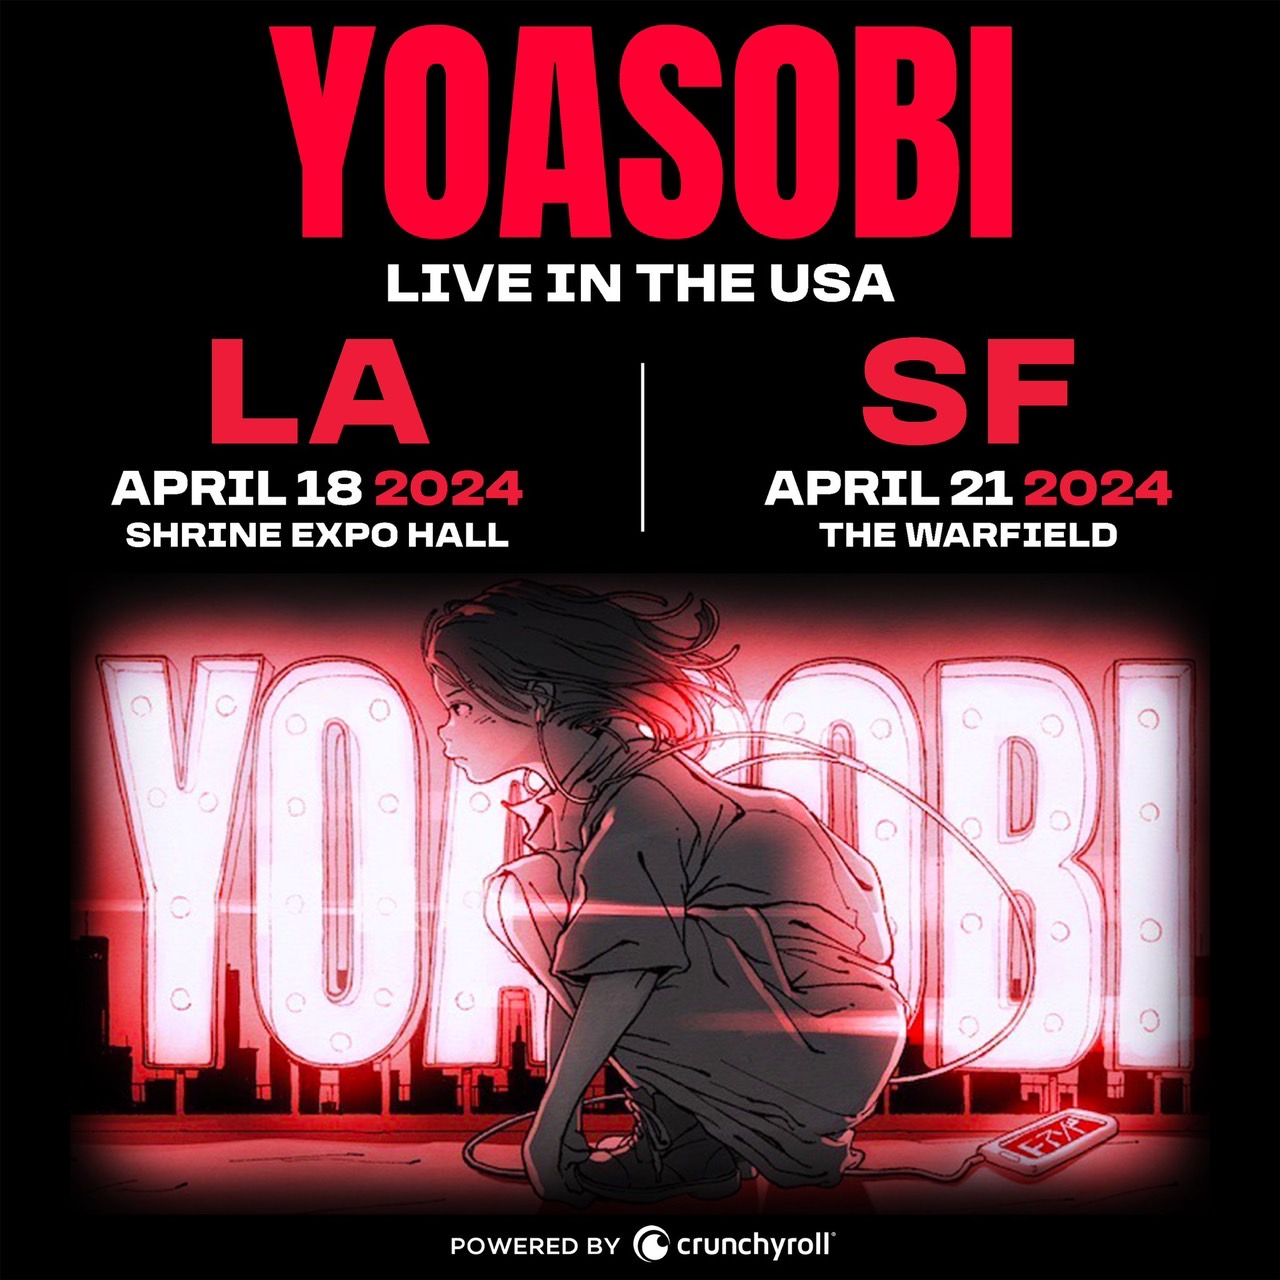 YOASOBI
LIVE IN THE USA
LA
APRIL 18 2024
SHRINE EXPO HALL
SF
APRIL 21 2024
THE WARFIELD
YOASOBI
POWERED BY crunchyroll